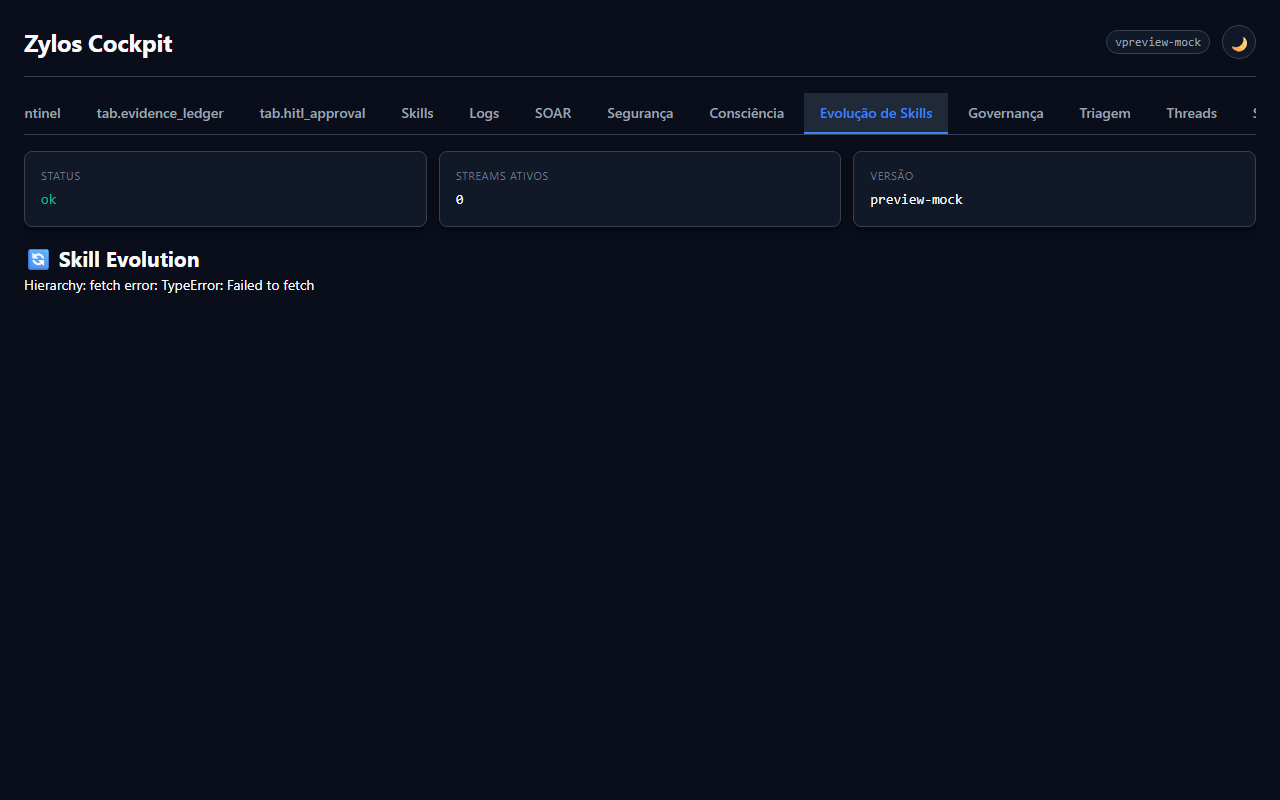 Zylos Cockpit
vpreview-mock
ntinel tab.evidence_ledger tab.hitl_approval Skills Logs SOAR Segurança Consciência Evolução de Skills Governança Triagem Threads
STATUS
ok
STREAMS ATIVOS
0
VERSÃO
preview-mock
Skill Evolution
Hierarchy: fetch error: TypeError: Failed to fetch